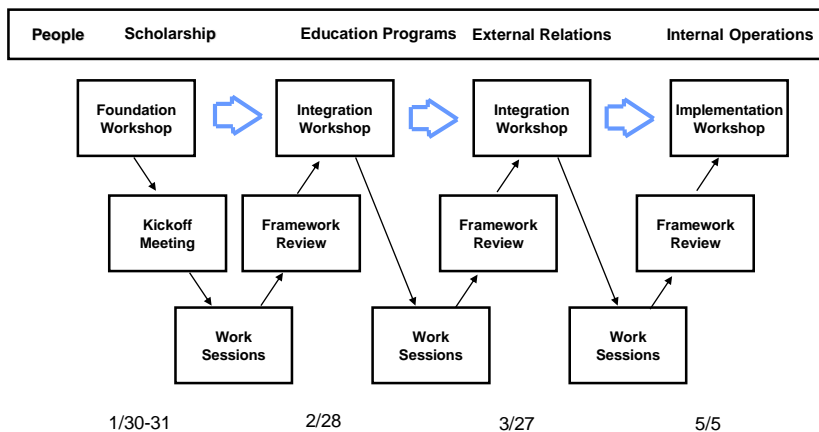 People Scholarship Education Programs External Relations Internal Operations
Foundation
Workshop
Integration
Workshop
Integration
Workshop
Implementation
Workshop
Kickoff
Meeting
Framework
Review
Framework
Review
Framework
Review
Work
Sessions
Work
Sessions
Work
Sessions
1/30-31 2/28 3/27 5/5